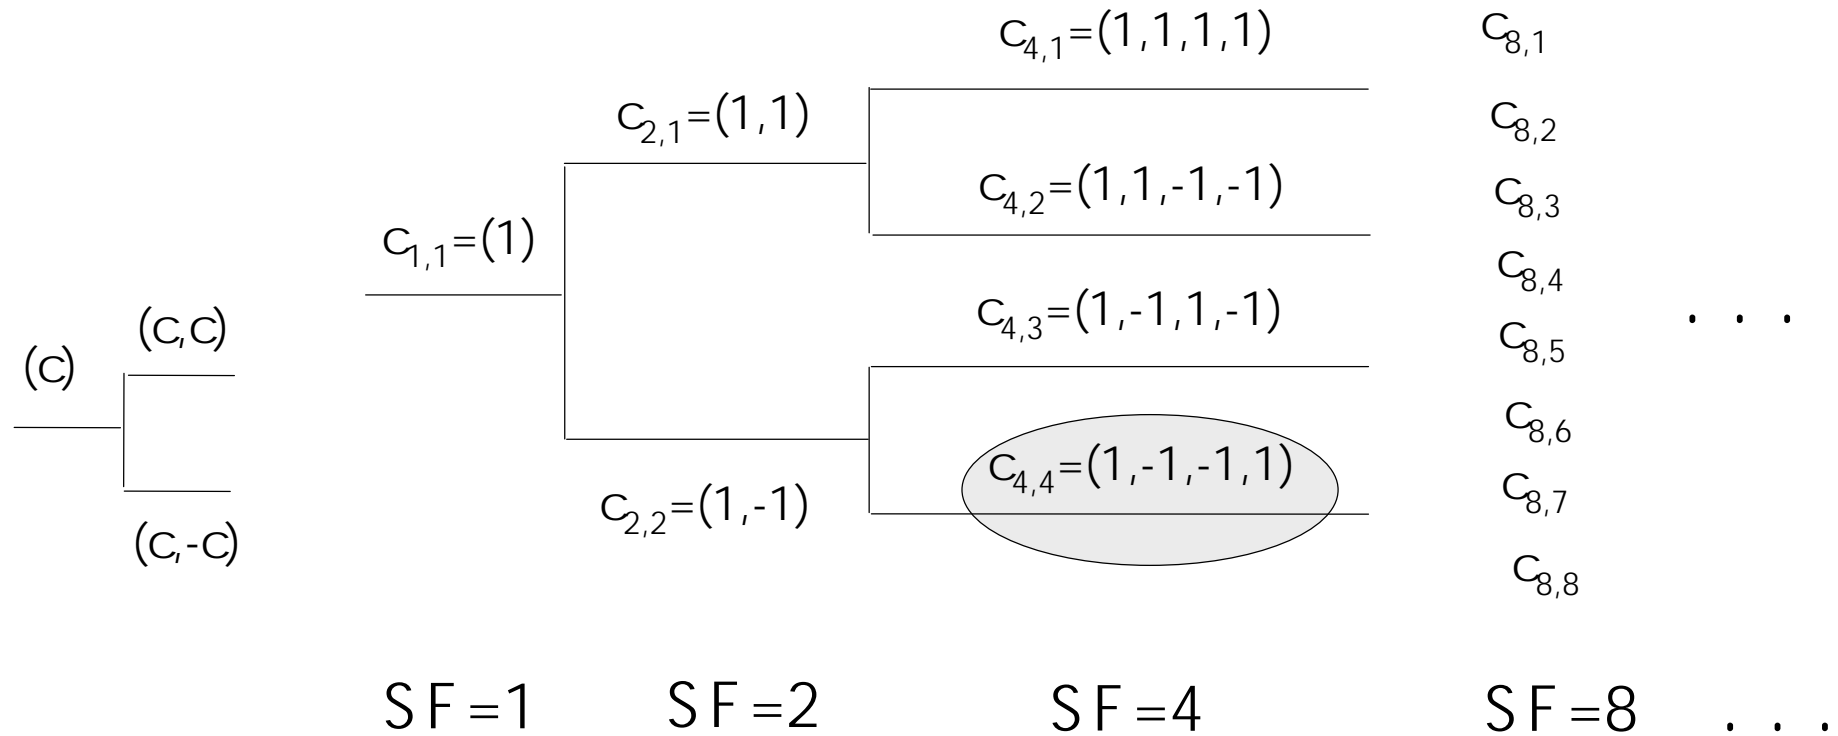 (C)
(C,C)
(C,-C)
C1,1=(1)
C2,1=(1,1)
C2,2=(1,-1)
C4,1=(1,1,1,1)
C4,2=(1,1,-1,-1)
C4,3=(1,-1,1,-1)
C4,4=(1,-1,-1,1)
C8,1
C8,2
C8,3
C8,4
C8,5
C8,6
C8,7
C8,8
. . .
SF=1 SF=2 SF=4 SF=8 . . .